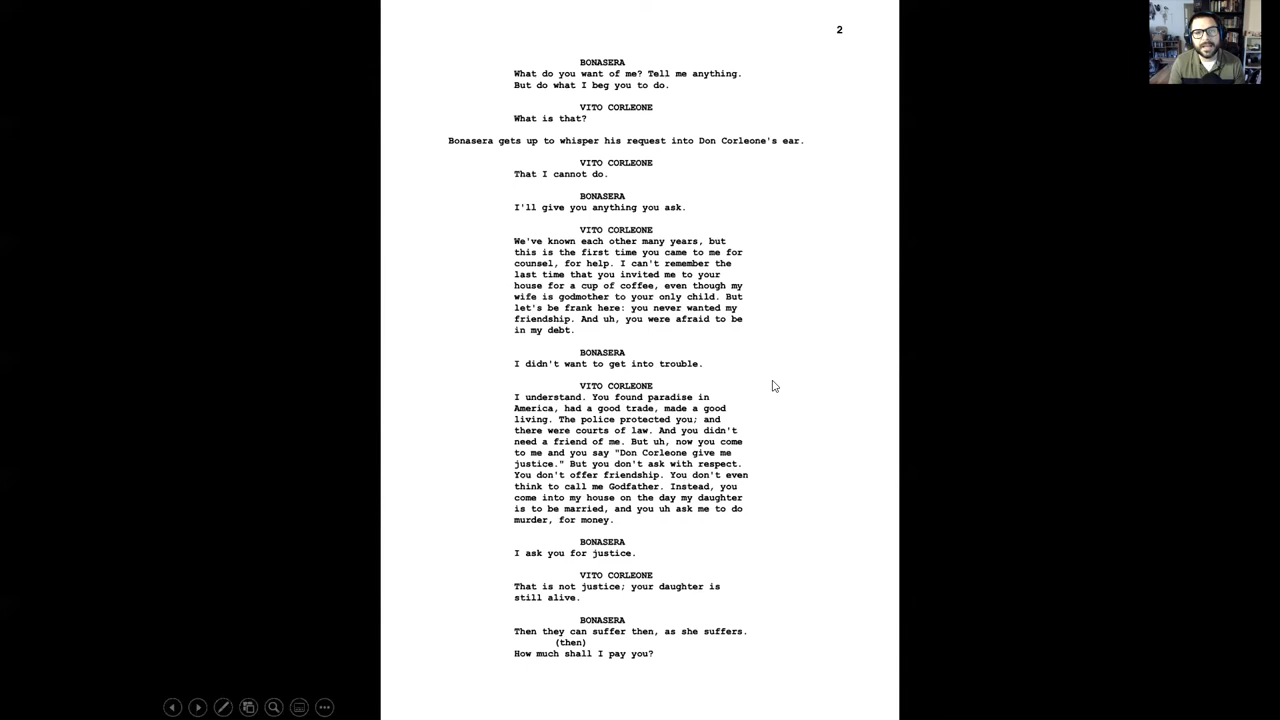 2
BONASERA
What do you want of me? Tell me anything.
But do what I beg you to do.
VITO CORLEONE
What is that?
Bonasera gets up to whisper his request into Don Corleone's ear.
VITO CORLEONE
That I cannot do.
BONASERA
I'll give you anything you ask.
VITO CORLEONE
We've known each other many years, but
this is the first time you came to me for
counsel, for help. I can't remember the
last time that you invited me to your
house for a cup of coffee, even though my
wife is godmother to your only child. But
let's be frank here: you never wanted my
friendship. And uh, you were afraid to be
in my debt.
BONASERA
I didn't want to get into trouble.
VITO CORLEONE
I understand. You found paradise in
America, had a good trade, made a good
living. The police protected you; and
there were courts of law. And you didn't
need a friend of me. But uh, now you come
to me and you say "Don Corleone give me
justice." But you don't ask with respect.
You don't offer friendship. You don't even
think to call me Godfather. Instead, you
come into my house on the day my daughter
is to be married, and you uh ask me to do
murder, for money.
BONASERA
I ask you for justice.
VITO CORLEONE
That is not justice; your daughter is
still alive.
BONASERA
Then they can suffer then, as she suffers.
(then)
How much shall I pay you?